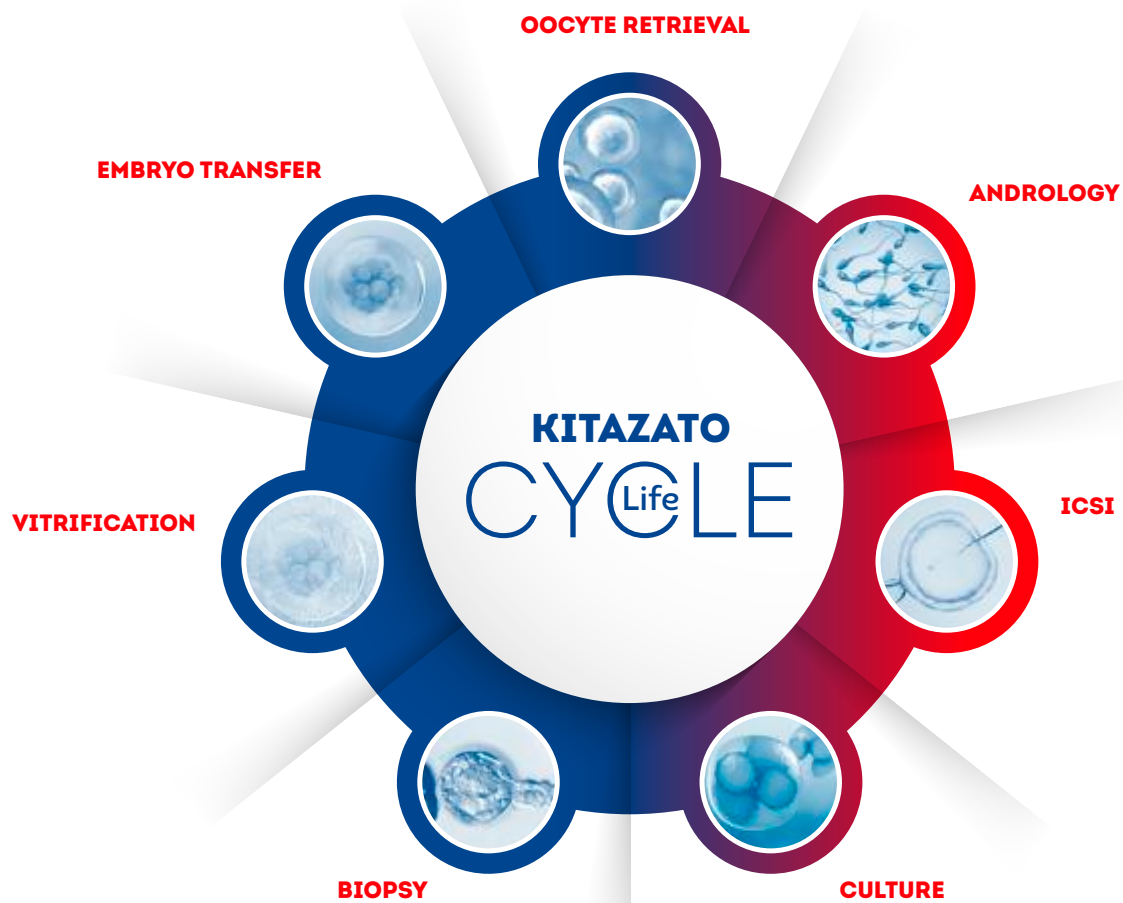 OOCYTE RETRIEVAL
EMBRYO TRANSFER
ANDROLOGY
KITAZATO
CYCLE
Life
VITRIFICATION
ICSI
BIOPSY
CULTURE